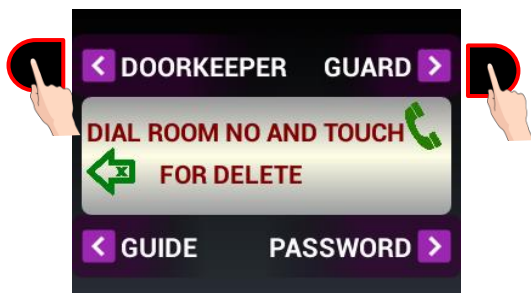 DOORKEEPER GUARD
DIAL ROOM NO AND TOUCH
FOR DELETE
GUIDE PASSWORD